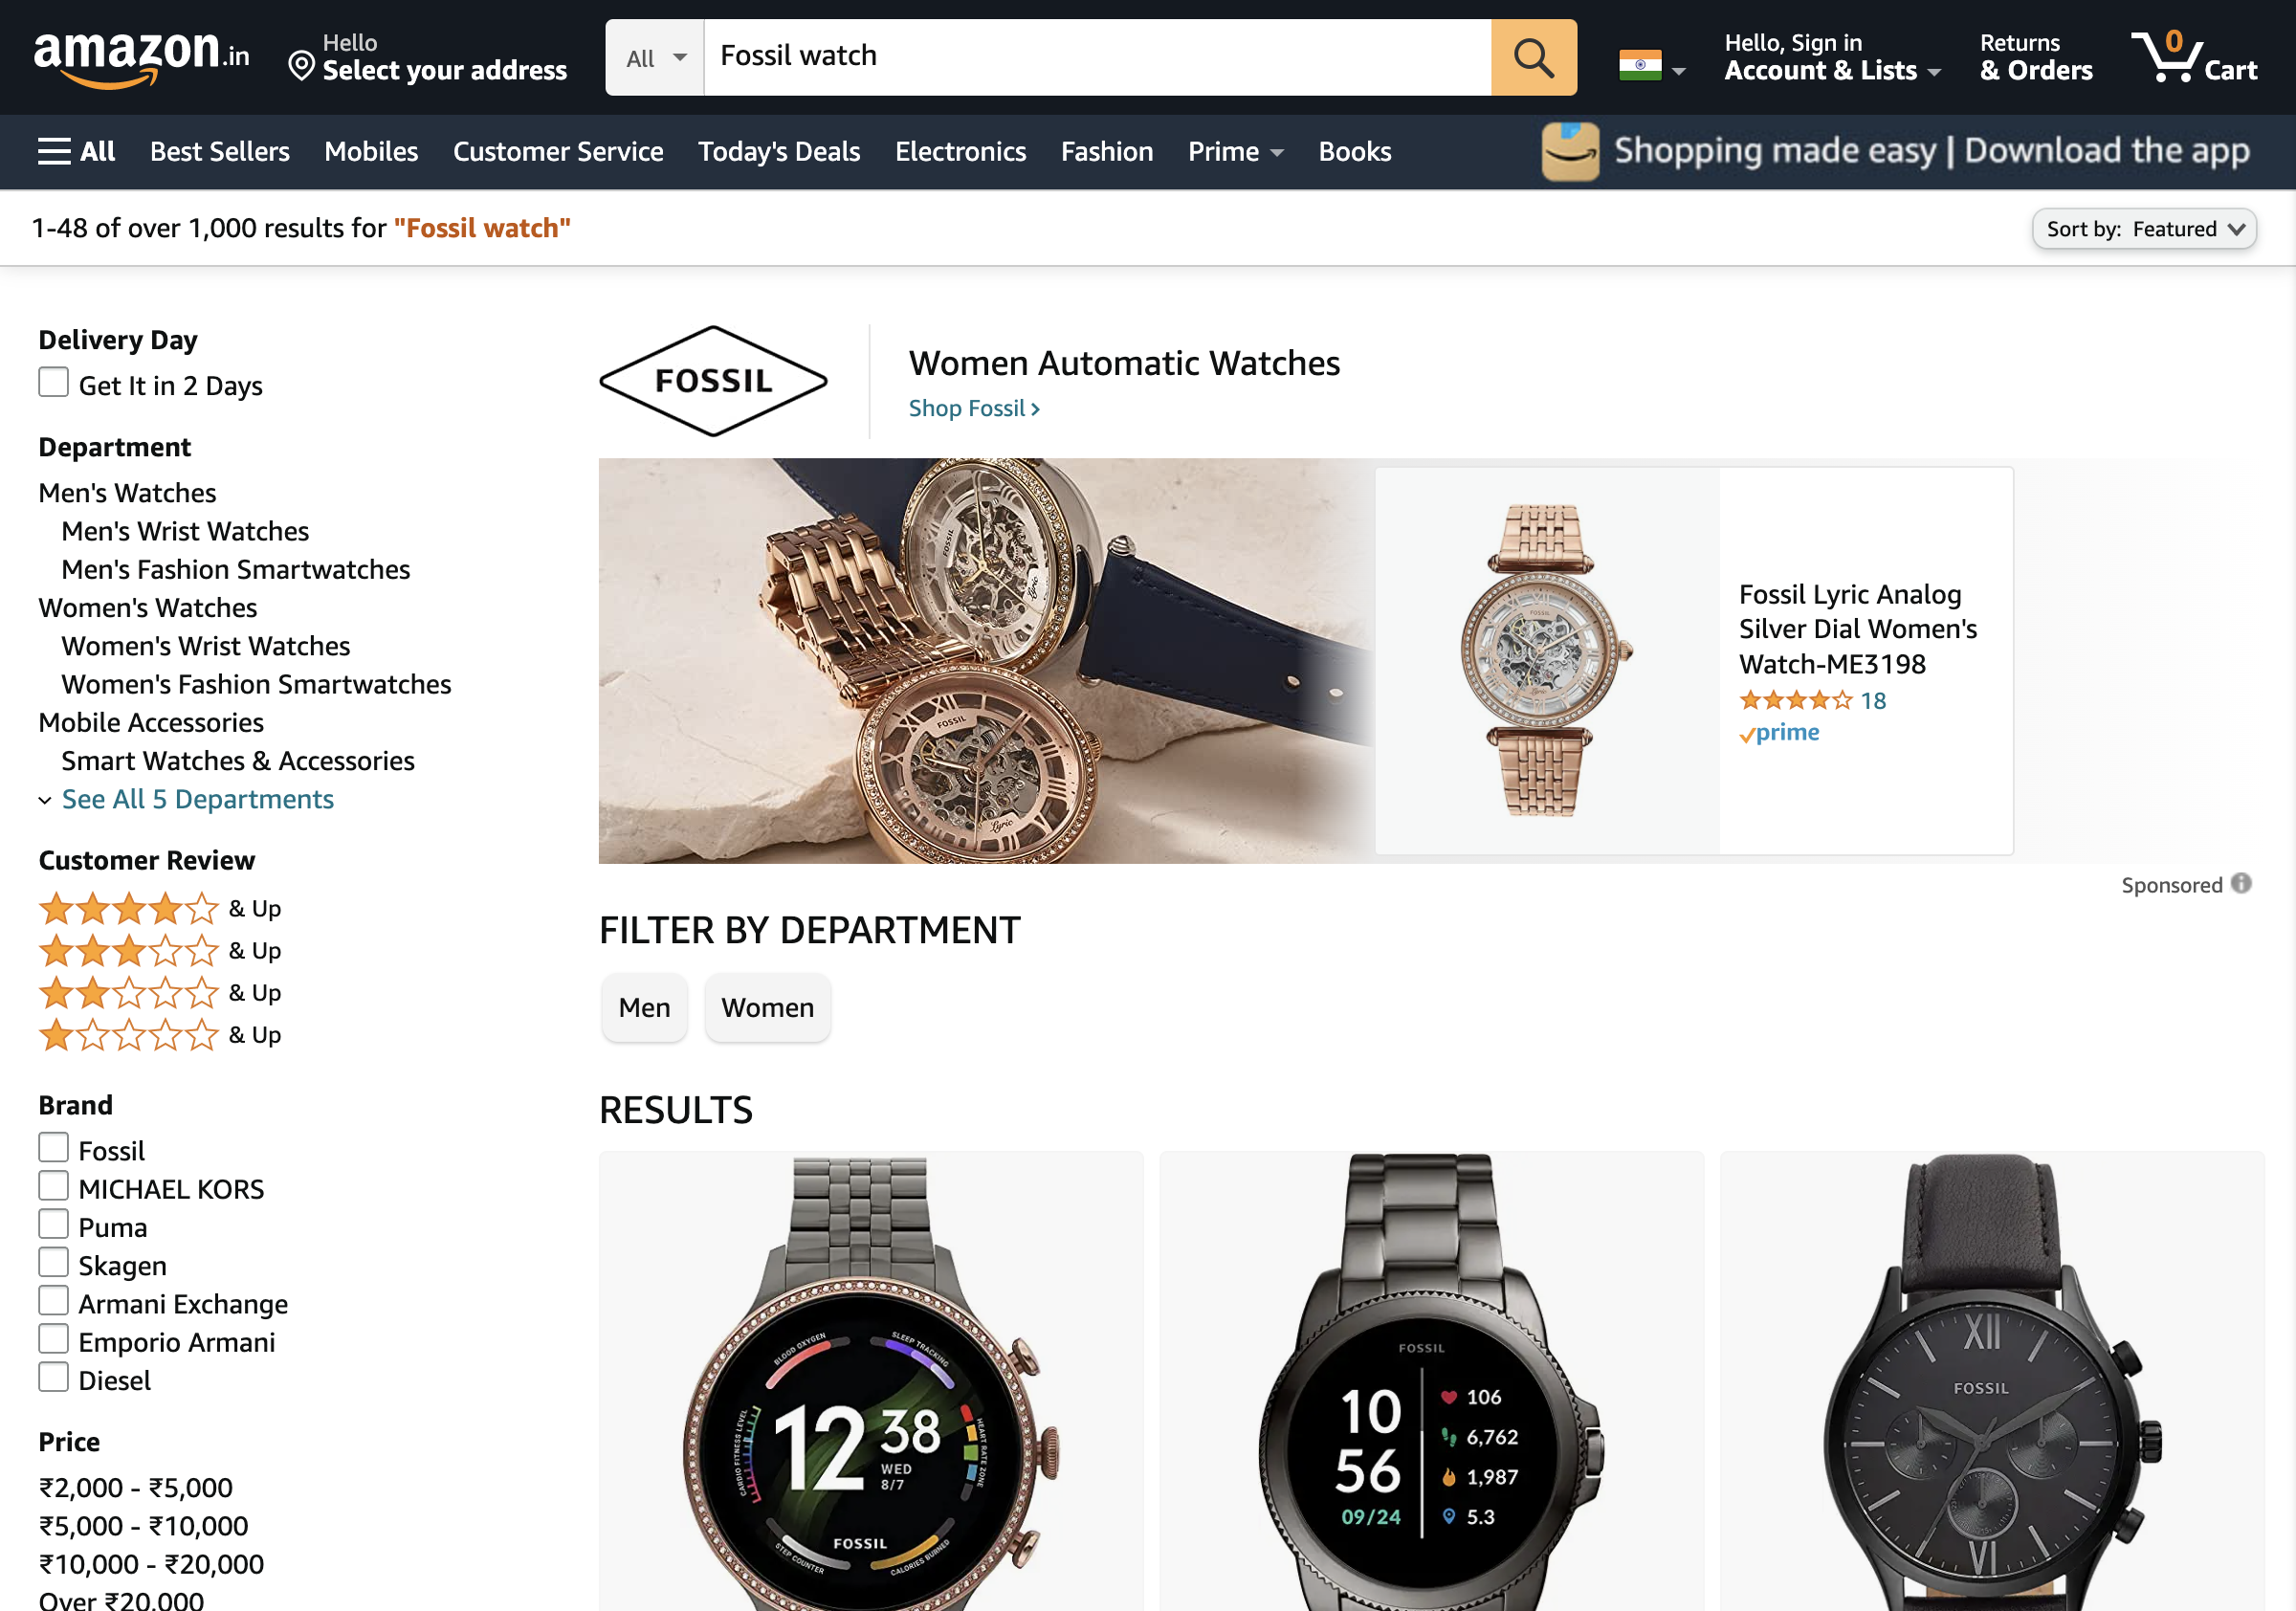 amazon.in
Hello
Select your address
All
Fossil watch
Hello, Sign in
Account & Lists
Returns
& Orders
0
Cart
All
Best Sellers
Mobiles
Customer Service
Today's Deals
Electronics
Fashion
Prime
Books
Shopping made easy | Download the app
1-48 of over 1,000 results for "Fossil watch"
Sort by: Featured
Delivery Day
Get It in 2 Days
Department
Men's Watches
Men's Wrist Watches
Men's Fashion Smartwatches
Women's Watches
Women's Wrist Watches
Women's Fashion Smartwatches
Mobile Accessories
Smart Watches & Accessories
See All 5 Departments
Customer Review
& Up
& Up
& Up
& Up
Brand
Fossil
MICHAEL KORS
Puma
Skagen
Armani Exchange
Emporio Armani
Diesel
Price
₹2,000 - ₹5,000
₹5,000 - ₹10,000
₹10,000 - ₹20,000
Over ₹20,000
FOSSIL
Women Automatic Watches
Shop Fossil ›
FOSSIL
Lyric
FOSSIL
Lyric
FOSSIL
Fossil Lyric Analog
Silver Dial Women's
Watch-ME3198
18
prime
Sponsored
FILTER BY DEPARTMENT
Men
Women
RESULTS
BLOOD OXYGEN
SLEEP TRACKING
CARDIO FITNESS LEVEL
HEART RATE ZONE
12 38
WED
8/7
FOSSIL
STEP COUNTER
CALORIES BURNED
FOSSIL
10
56
09/24
106
6,762
1,987
5.3
XII
FOSSIL
VI